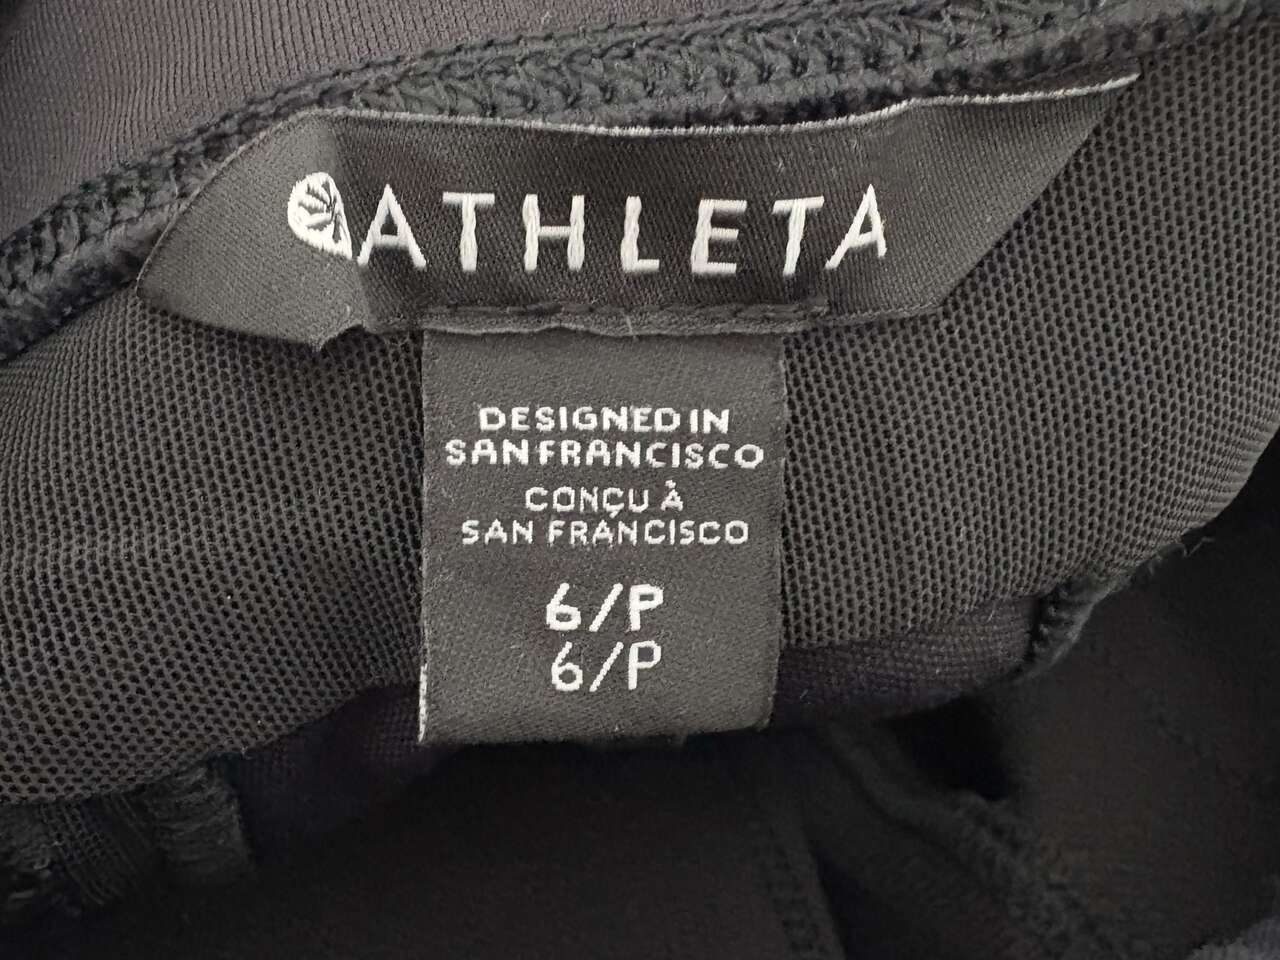 ATHLETA
DESIGNED IN
SAN FRANCISCO
CONÇU À
SAN FRANCISCO
6/P
6/P